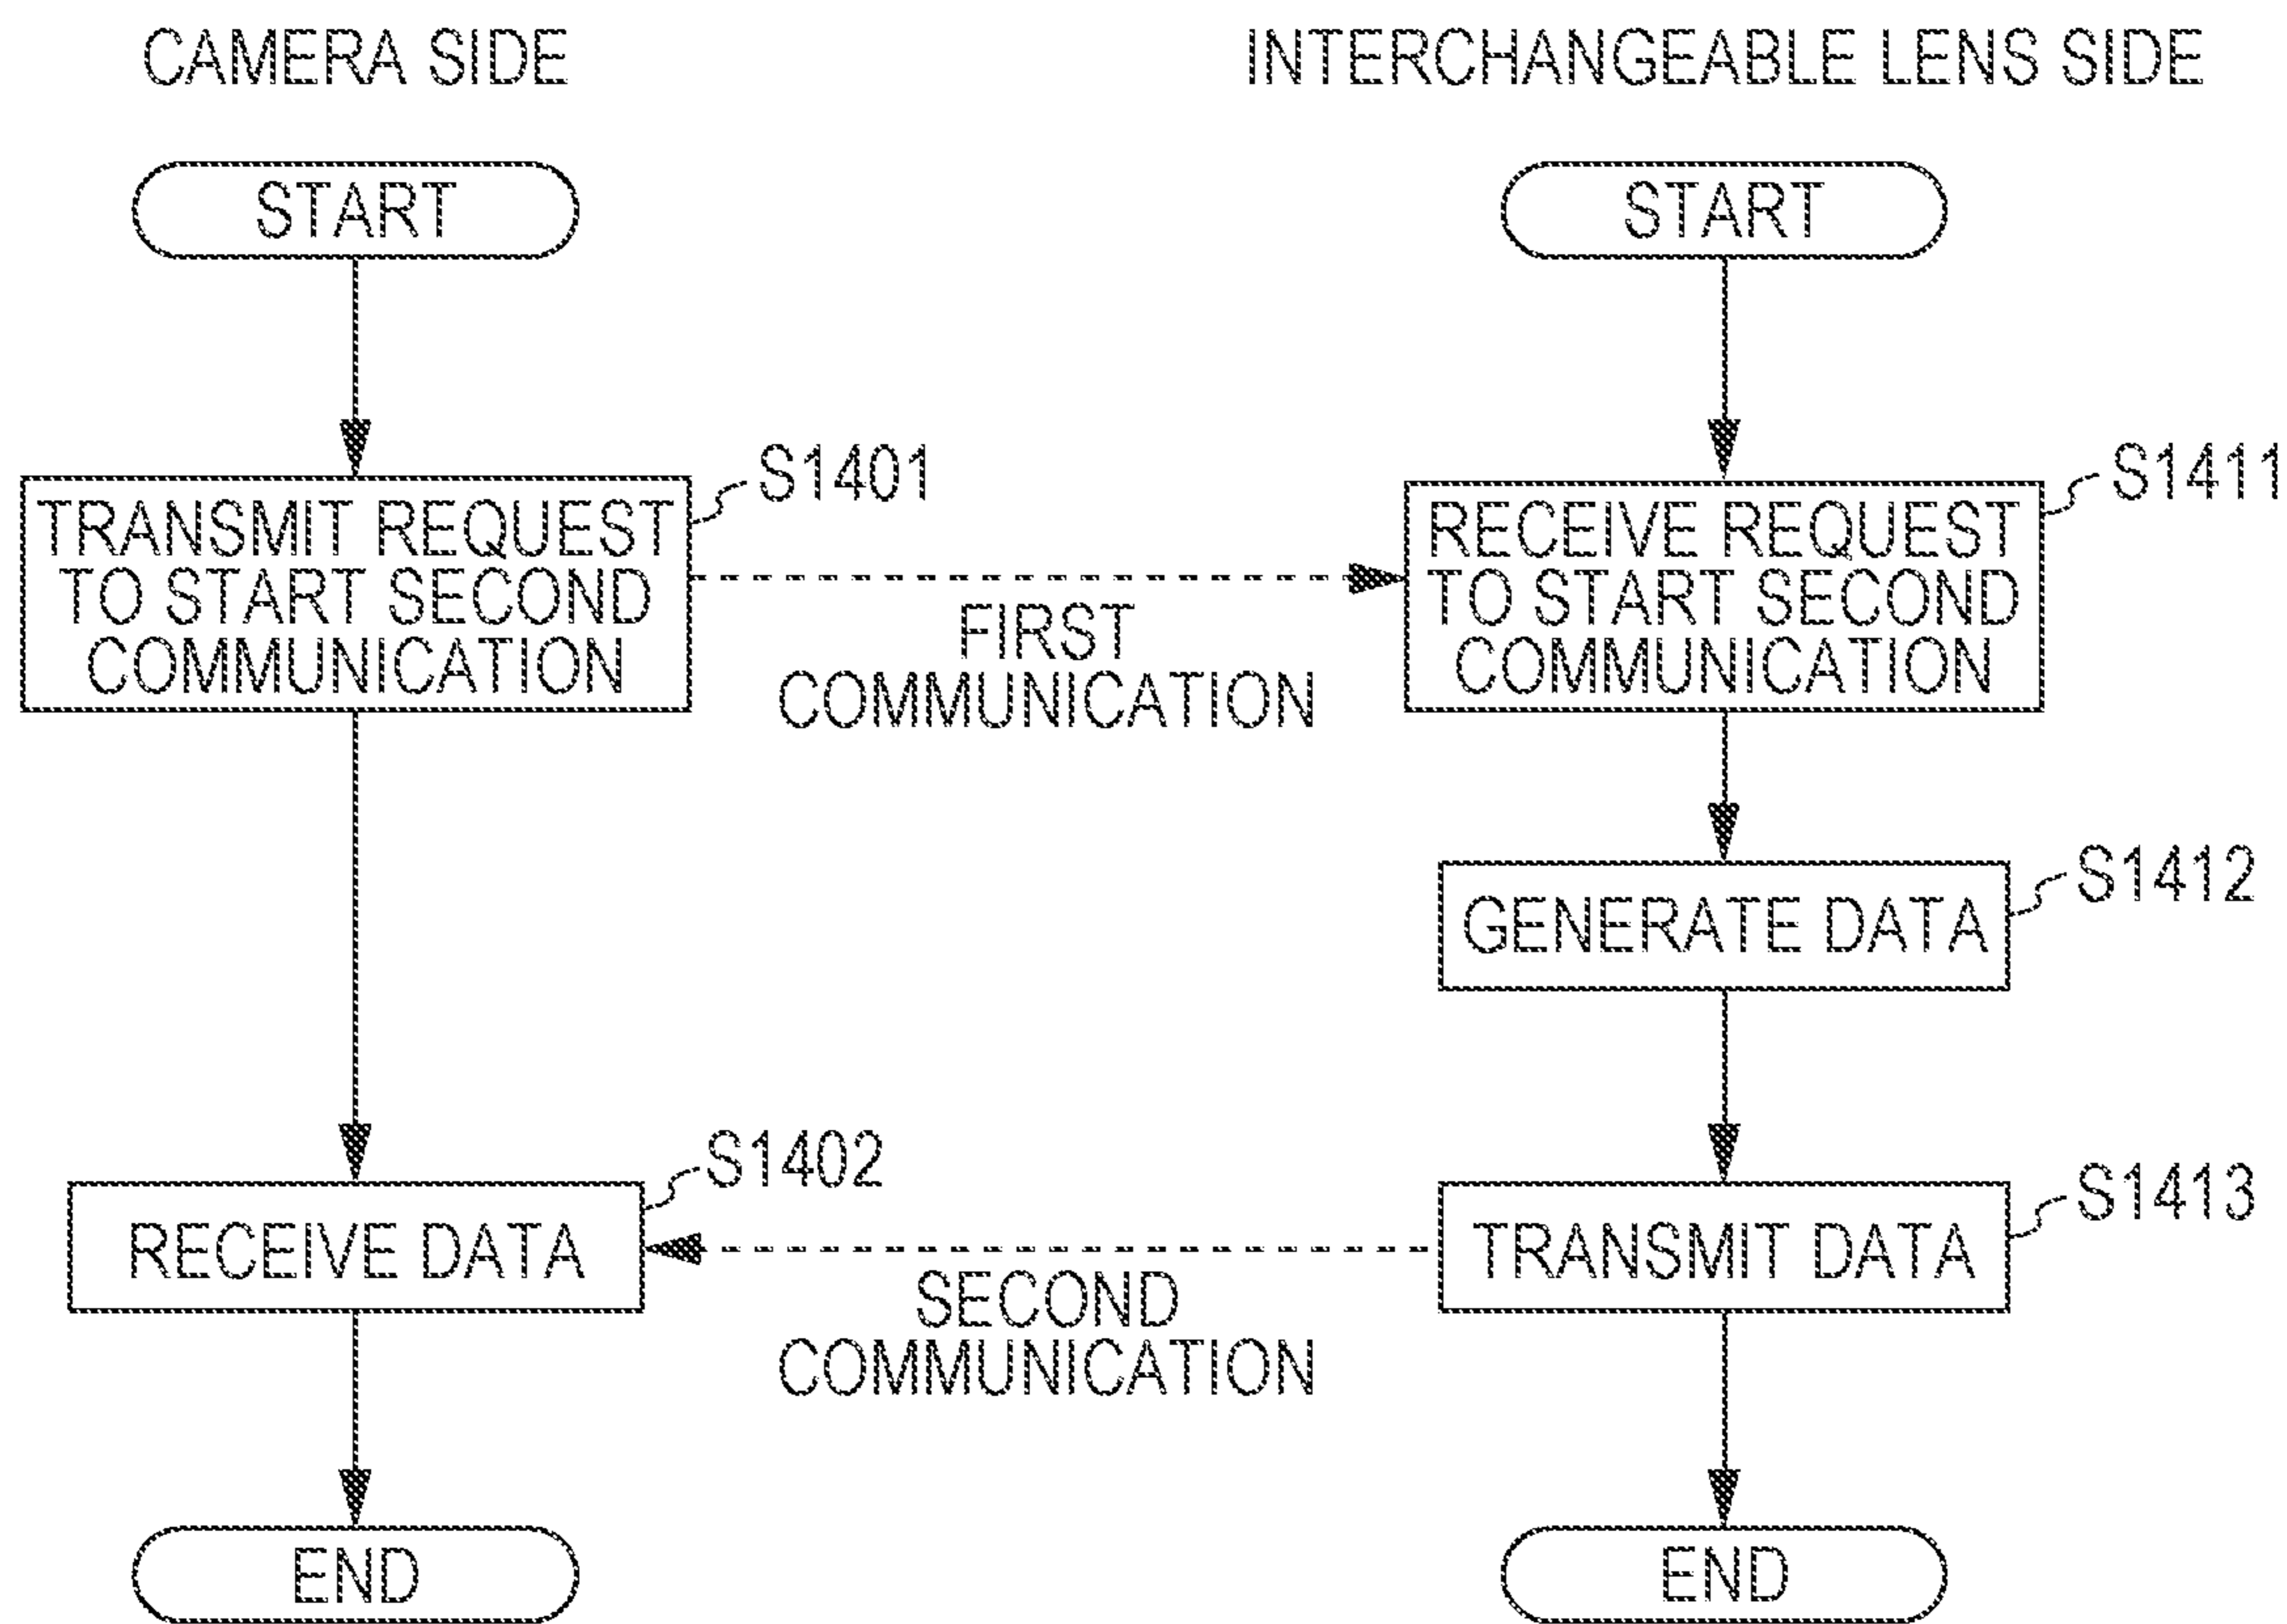 CAMERA SIDE
INTERCHANGEABLE LENS SIDE
START
START
S1401
S1411
TRANSMIT REQUEST
TO START SECOND
COMMUNICATION
RECEIVE REQUEST
TO START SECOND
COMMUNICATION
FIRST
COMMUNICATION
S1412
GENERATE DATA
S1402
S1413
RECEIVE DATA
TRANSMIT DATA
SECOND
COMMUNICATION
END
END